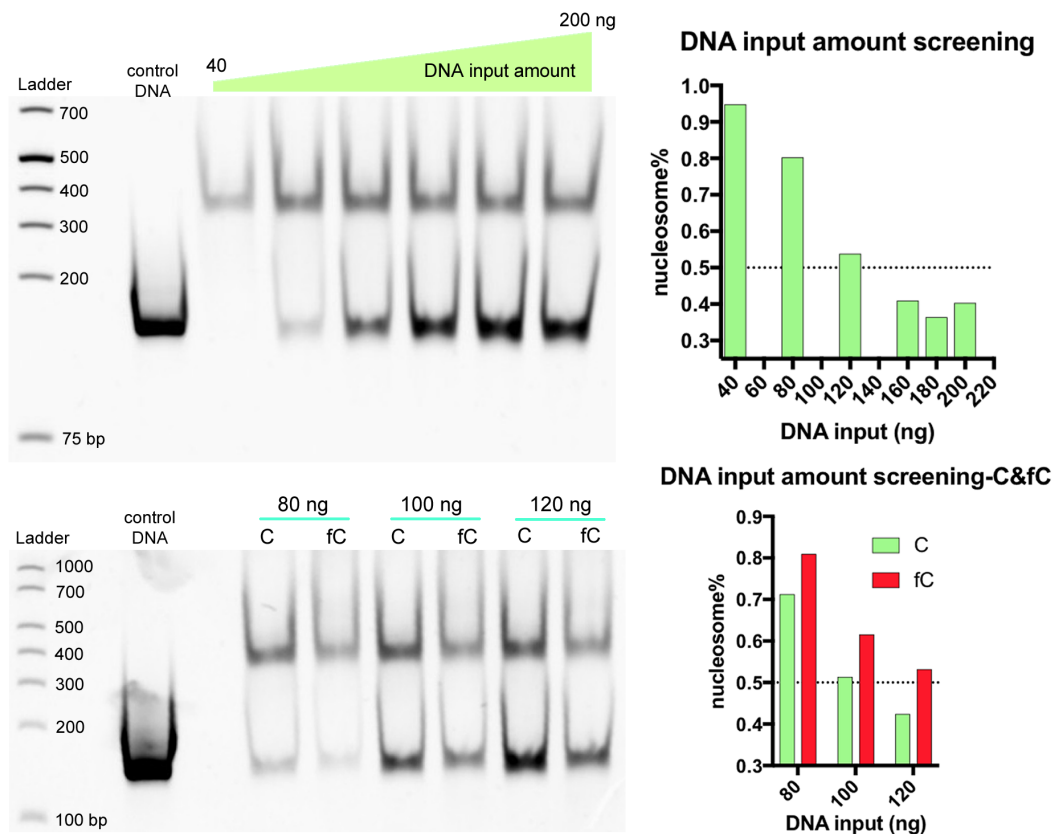 200 ng
40
DNA input amount
control
DNA
Ladder
700
500
400
300
200
75 bp
DNA input amount screening
nucleosome%
1.0
0.9
0.8
0.7
0.6
0.5
0.4
0.3
40 60 80 100 120 140 160 180 200 220
DNA input (ng)
80 ng 100 ng 120 ng
control
DNA
C fC C fC C fC
Ladder
1000
700
500
400
300
200
100 bp
DNA input amount screening-C&fC
nucleosome%
0.9
0.8
0.7
0.6
0.5
0.4
0.3
C
fC
80 100 120
DNA input (ng)